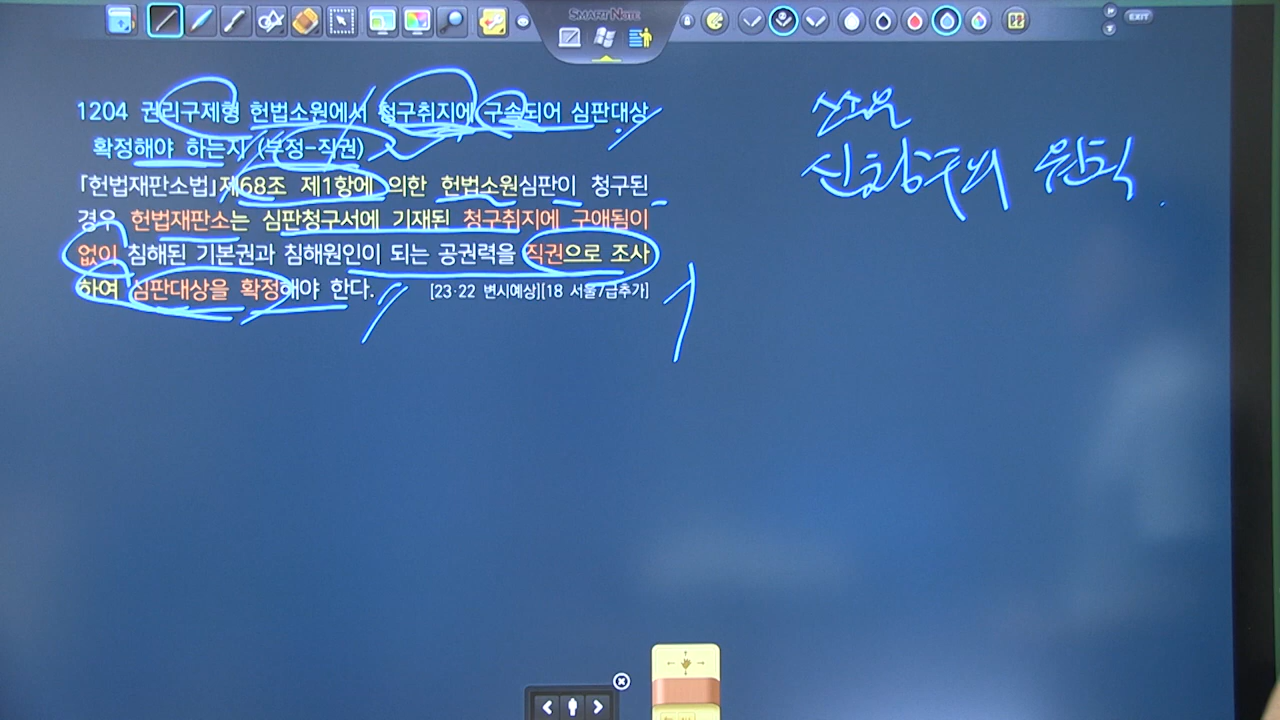 SMART NOTE
EXIT
1204 권리구제형 헌법소원에서 청구취지에 구속되어 심판대상
확정해야 하는지 (부정-직권)
「헌법재판소법」제68조 제1항에 의한 헌법소원심판이 청구된
경우 헌법재판소는 심판청구서에 기재된 청구취지에 구애됨이
없이 침해된 기본권과 침해원인이 되는 공권력을 직권으로 조사
하여 심판대상을 확정해야 한다. [23·22 변시예상][18 서울7급추가]
신청주의 원칙